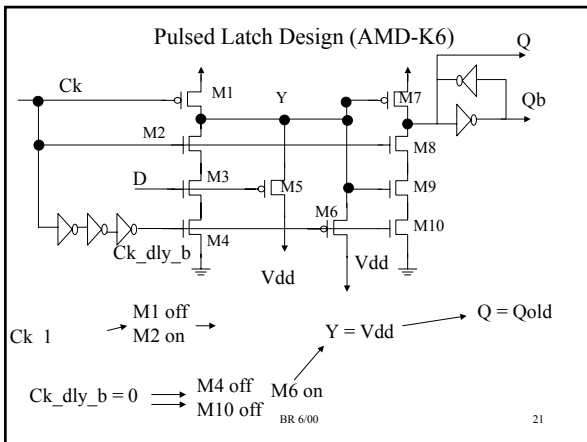 Pulsed Latch Design (AMD-K6)
Q
Ck
M1
Y
M7
Qb
M2
M8
D
M3
M5
M9
M6
M4
M10
Ck_dly_b
Vdd
Vdd
M1 off
M2 on
Ck 1
Y = Vdd
Q = Qold
Ck_dly_b = 0
M4 off
M10 off
M6 on
BR 6/00
21